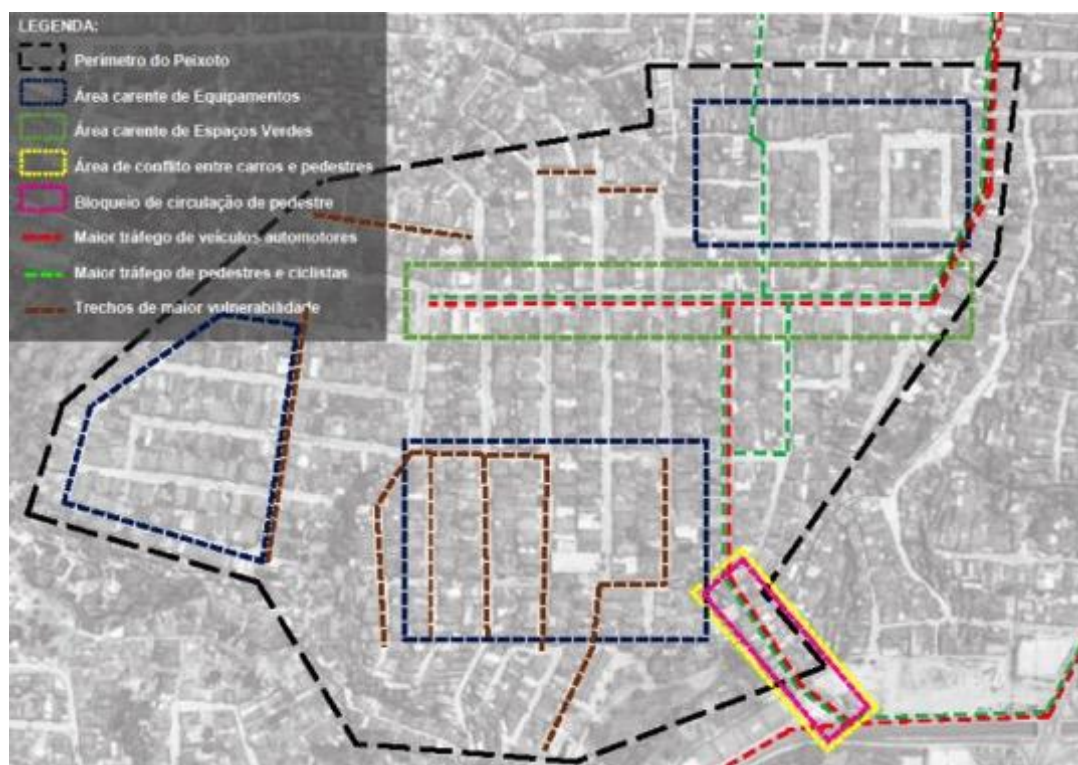 LEGENDA:
Perímetro do Peixoto
Área carente de Equipamentos
Área carente de Espaços Verdes
Área de conflito entre carros e pedestres
Bloqueio de circulação de pedestre
Maior tráfego de veículos automotores
Maior tráfego de pedestres e ciclistas
Trechos de maior vulnerabilidade